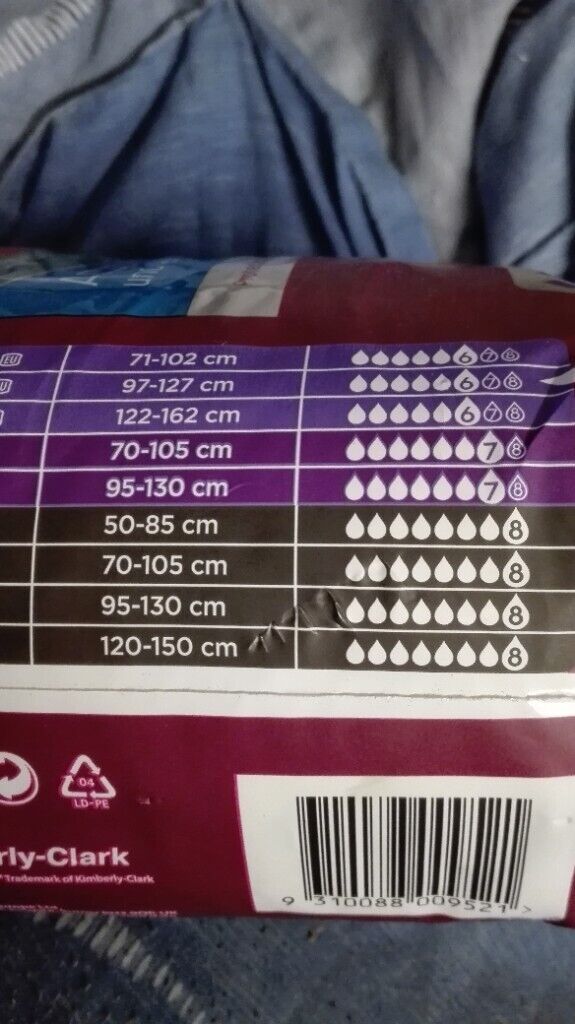 EU 71-102 cm 6 7 8
97-127 cm 6 7 8
122-162 cm 6 7 8
70-105 cm 7 8
95-130 cm 7 8
50-85 cm 8
70-105 cm 8
95-130 cm 8
120-150 cm 8
04
LD-PE
rly-Clark
Trademark of Kimberly-Clark
9 310088 009521 >